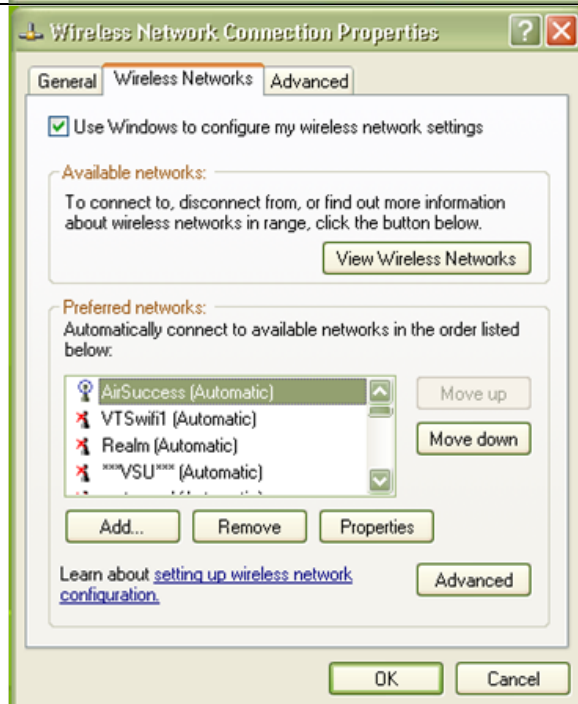 Wireless Network Connection Properties
General Wireless Networks Advanced
Use Windows to configure my wireless network settings
Available networks:
To connect to, disconnect from, or find out more information
about wireless networks in range, click the button below.
View Wireless Networks
Preferred networks:
Automatically connect to available networks in the order listed
below:
AirSuccess (Automatic)
VTSwifi1 (Automatic)
Realm (Automatic)
***VSU*** (Automatic)
Move up
Move down
Add... Remove Properties
Learn about setting up wireless network
configuration.
Advanced
OK Cancel